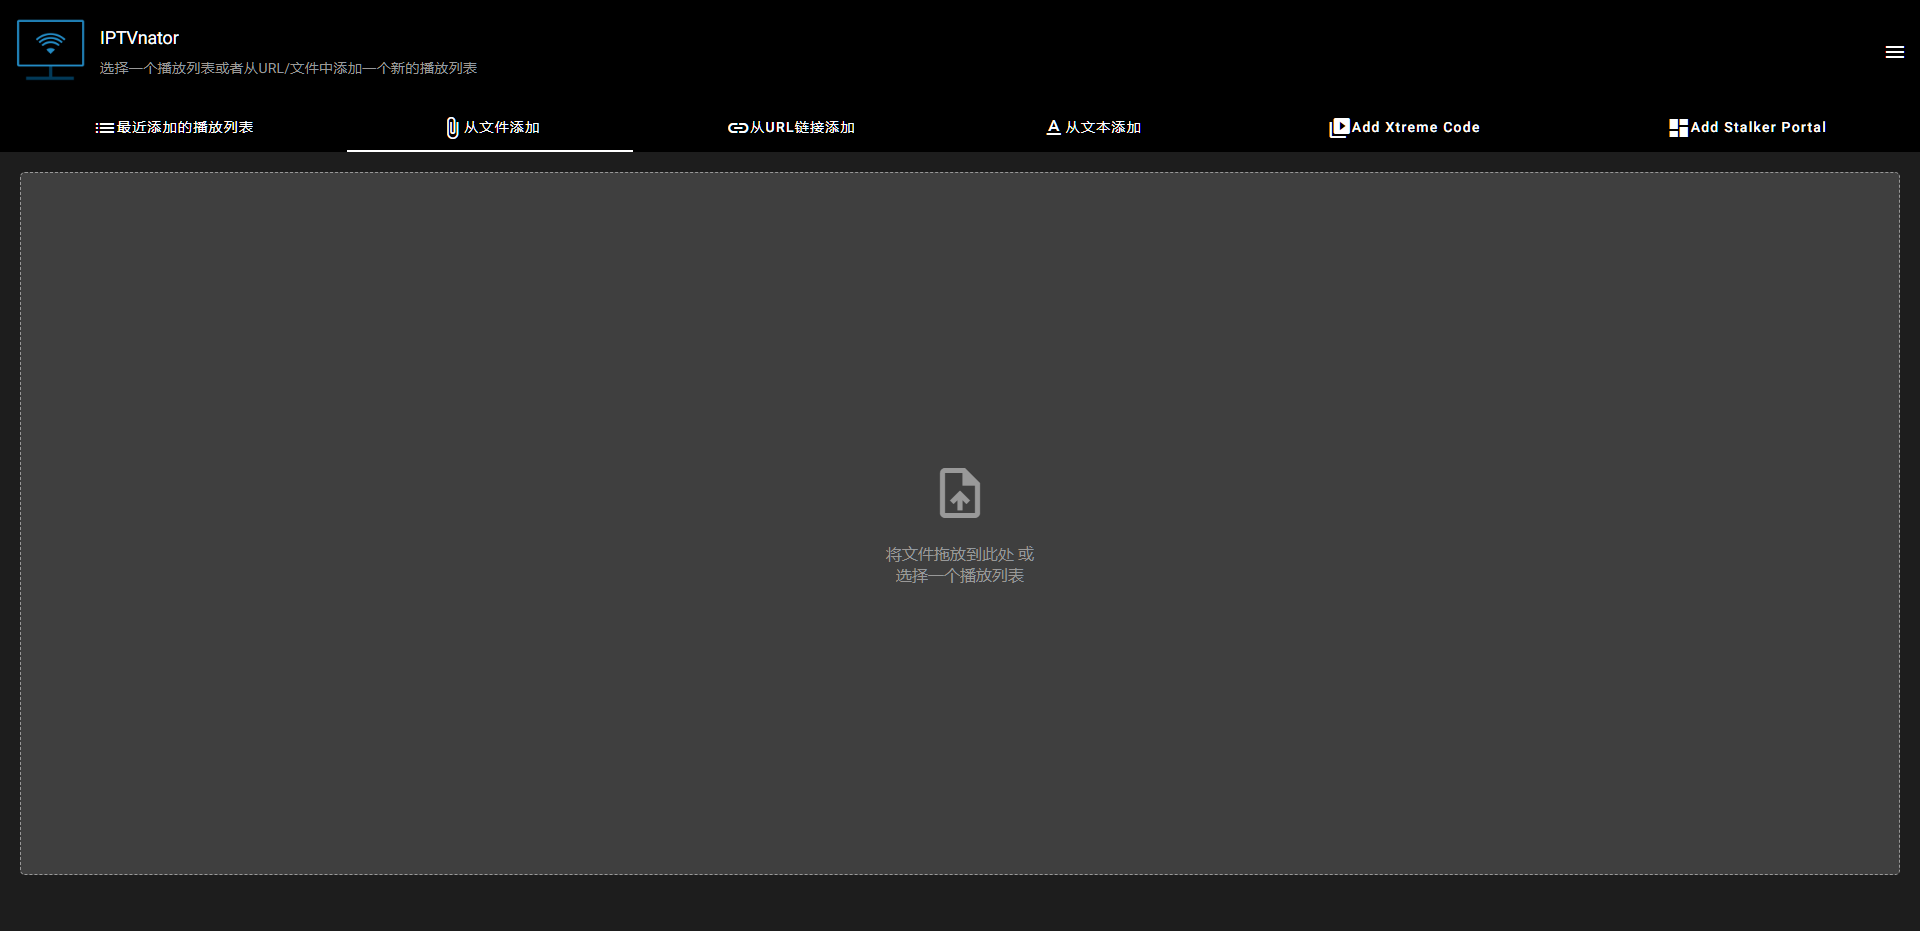 IPTVnator
选择一个播放列表或者从URL/文件中添加一个新的播放列表
最近添加的播放列表
从文件添加
从URL链接添加
从文本添加
Add Xtreme Code
Add Stalker Portal
将文件拖放到此处 或
选择一个播放列表